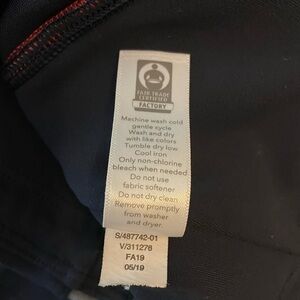 FAIR TRADE
CERTIFIED
FACTORY
Machine wash cold
gentle cycle
Wash and dry
with like colors
Tumble dry low
Cool iron
Only non-chlorine
bleach when needed
Do not use
fabric softener
Do not dry clean
Remove promptly
from washer
and dryer.
S/487742-01
V/311278
FA19
05/19